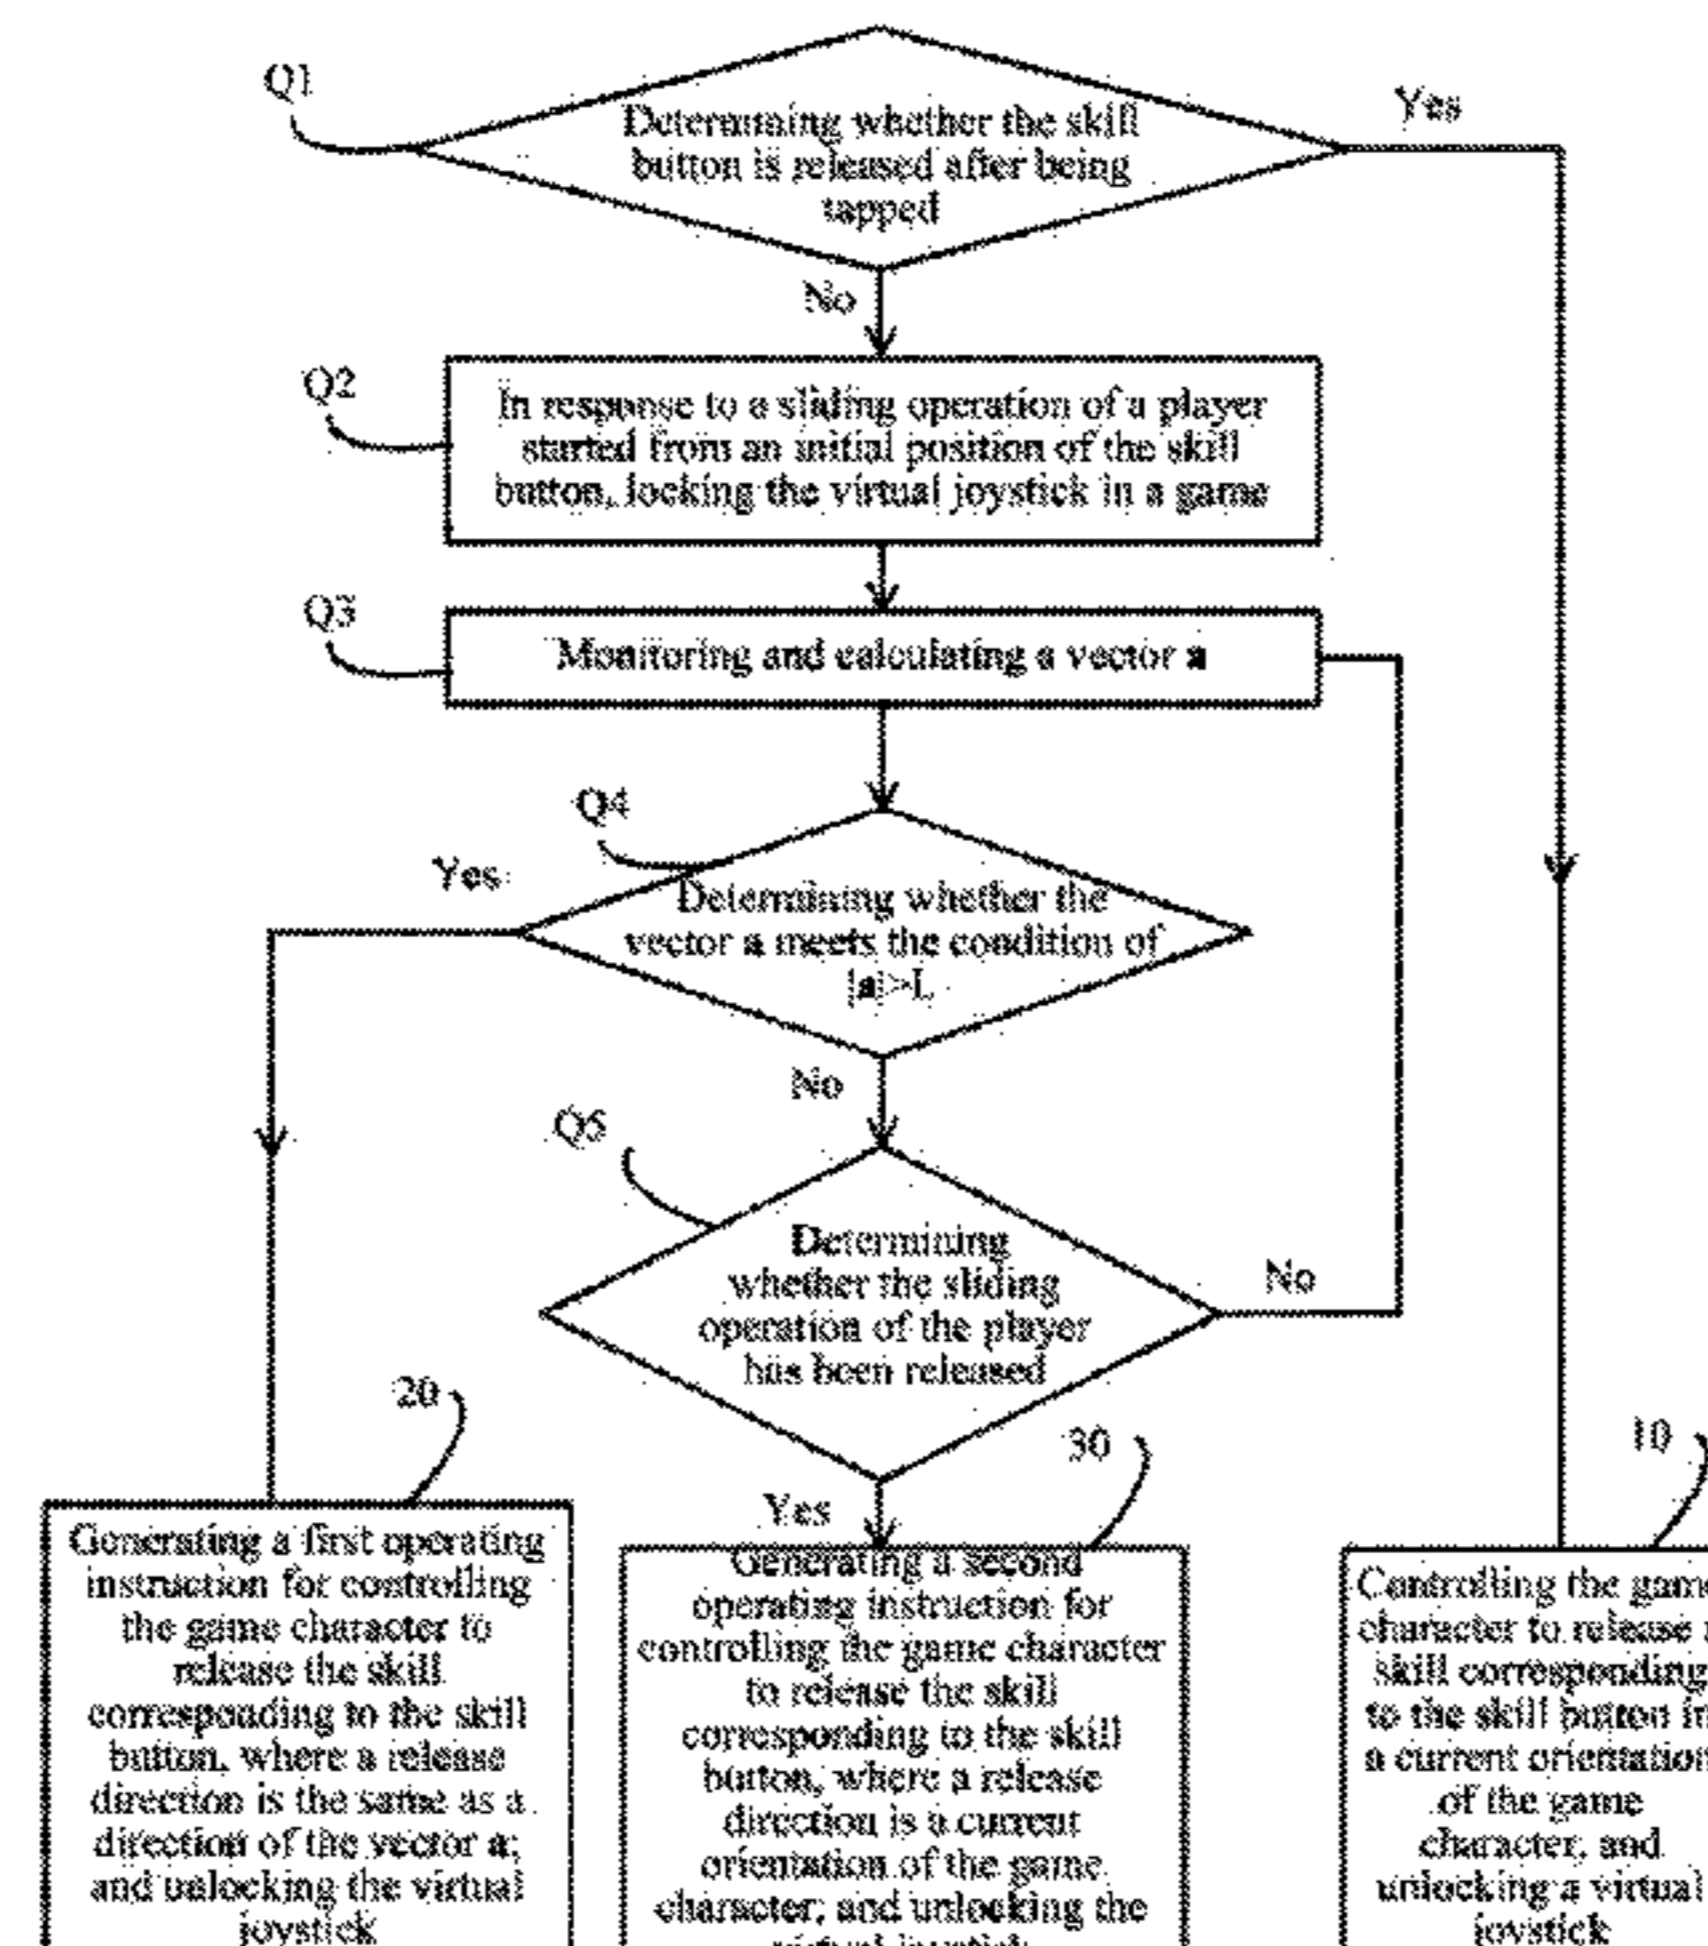 Q1
Determining whether the skill
button is released after being
tapped
Yes
No
Q2
In response to a sliding operation of a player
started from an initial position of the skill
button, locking the virtual joystick in a game
Q3
Monitoring and calculating a vector a
Q4
Yes
Determining whether the
vector a meets the condition of
|a|>L
No
Q5
Determining
whether the sliding
operation of the player
has been released
No
Yes
20
Generating a first operating
instruction for controlling
the game character to
release the skill
corresponding to the skill
button, where a release
direction is the same as a
direction of the vector a;
and unlocking the virtual
joystick
30
Generating a second
operating instruction for
controlling the game character
to release the skill
corresponding to the skill
button, where a release
direction is a current
orientation of the game
character; and unlocking the
virtual joystick
10
Controlling the game
character to release a
skill corresponding
to the skill button in
a current orientation
of the game
character, and
unlocking a virtual
joystick